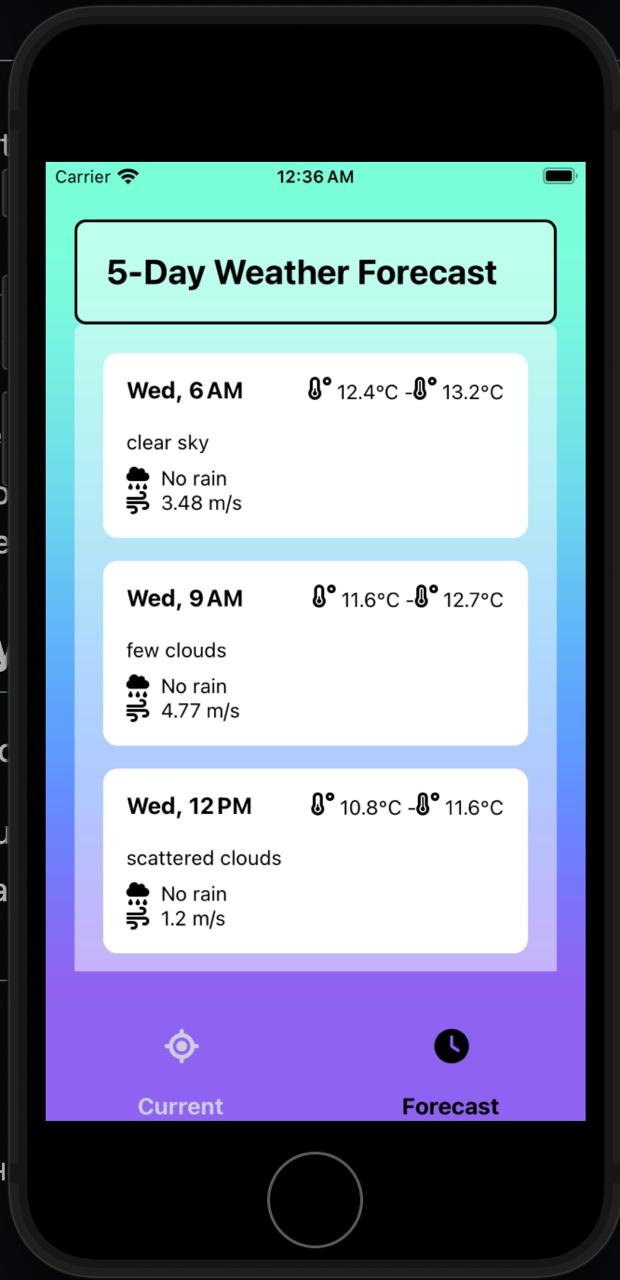 Carrier 12:36 AM
5-Day Weather Forecast
Wed, 6 AM 12.4°C - 13.2°C
clear sky
No rain
3.48 m/s
Wed, 9 AM 11.6°C - 12.7°C
few clouds
No rain
4.77 m/s
Wed, 12 PM 10.8°C - 11.6°C
scattered clouds
No rain
1.2 m/s
Current Forecast